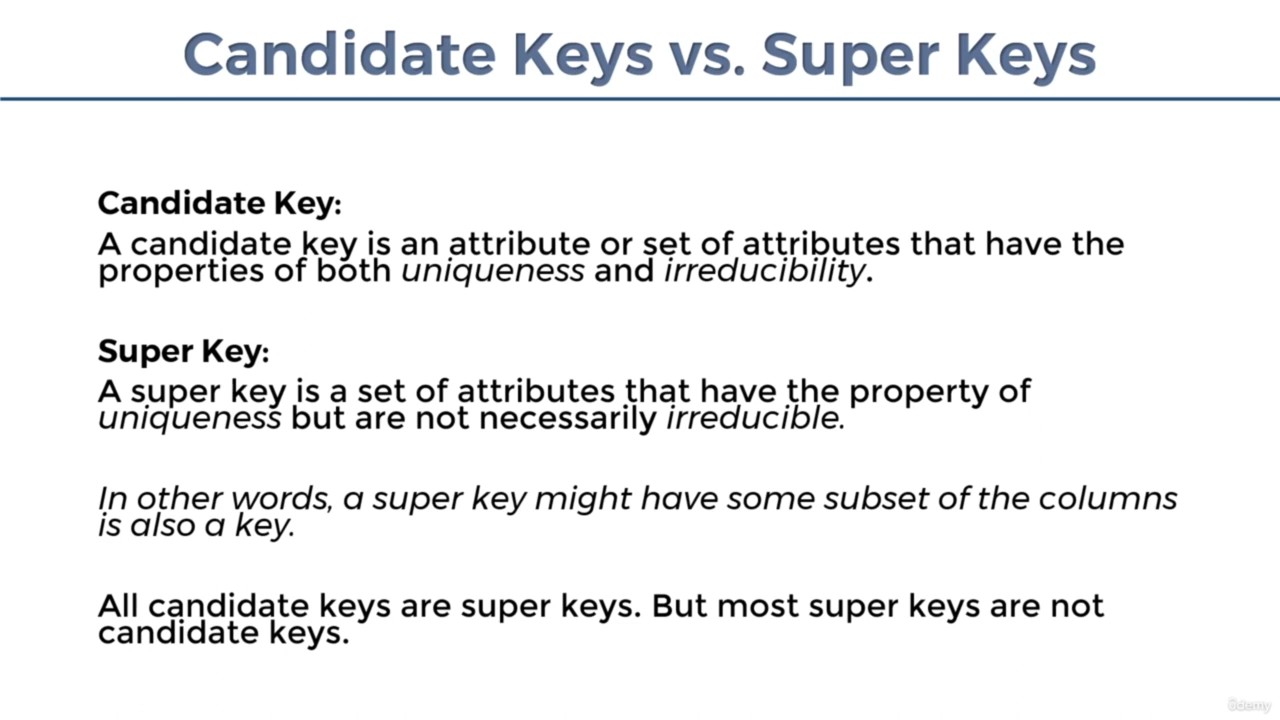 Candidate Keys vs. Super Keys
Candidate Key:
A candidate key is an attribute or set of attributes that have the
properties of both uniqueness and irreducibility.
Super Key:
A super key is a set of attributes that have the property of
uniqueness but are not necessarily irreducible.
In other words, a super key might have some subset of the columns
is also a key.
All candidate keys are super keys. But most super keys are not
candidate keys.
ûdemy